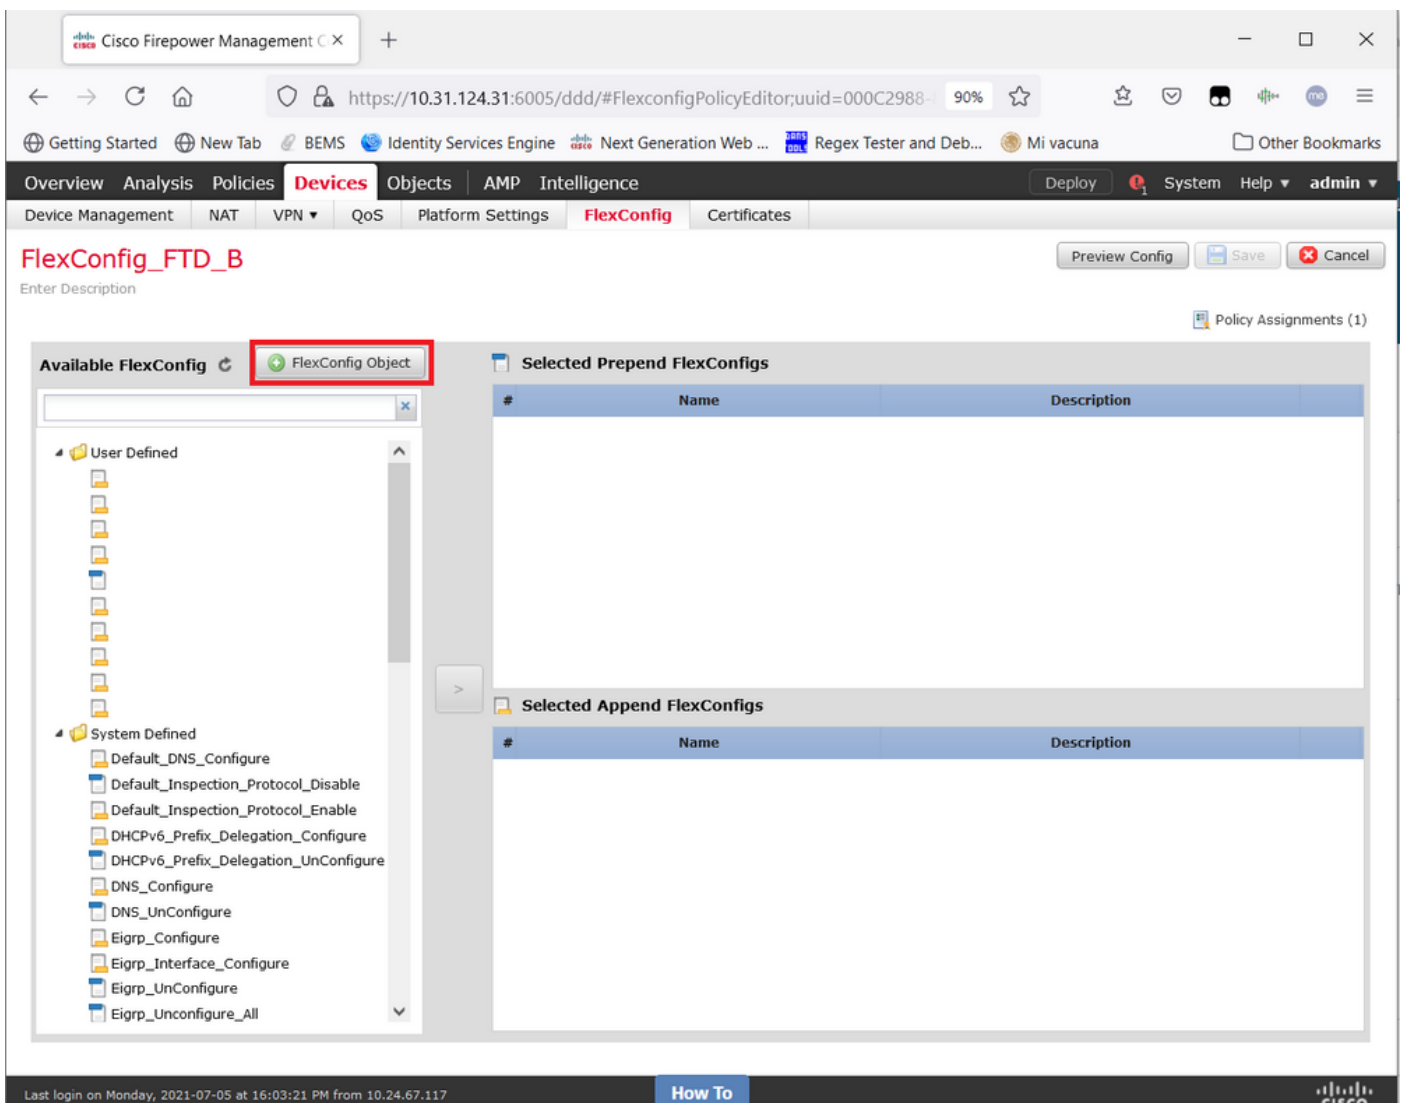 cisco Cisco Firepower Management C
https://10.31.124.31:6005/ddd/#FlexconfigPolicyEditor;uuid=000C2988- 90%
Getting Started New Tab BEMS Identity Services Engine cisco Next Generation Web ... Regex Tester and Deb... Mi vacuna Other Bookmarks
Overview Analysis Policies Devices Objects AMP Intelligence Deploy 1 System Help admin
Device Management NAT VPN QoS Platform Settings FlexConfig Certificates
FlexConfig_FTD_B Preview Config Save Cancel
Enter Description
Policy Assignments (1)
Available FlexConfig FlexConfig Object
User Defined
System Defined
Default_DNS_Configure
Default_Inspection_Protocol_Disable
Default_Inspection_Protocol_Enable
DHCPv6_Prefix_Delegation_Configure
DHCPv6_Prefix_Delegation_UnConfigure
DNS_Configure
DNS_UnConfigure
Eigrp_Configure
Eigrp_Interface_Configure
Eigrp_UnConfigure
Eigrp_Unconfigure_All
>
Selected Prepend FlexConfigs
# Name Description
Selected Append FlexConfigs
# Name Description
Last login on Monday, 2021-07-05 at 16:03:21 PM from 10.24.67.117 How To cisco